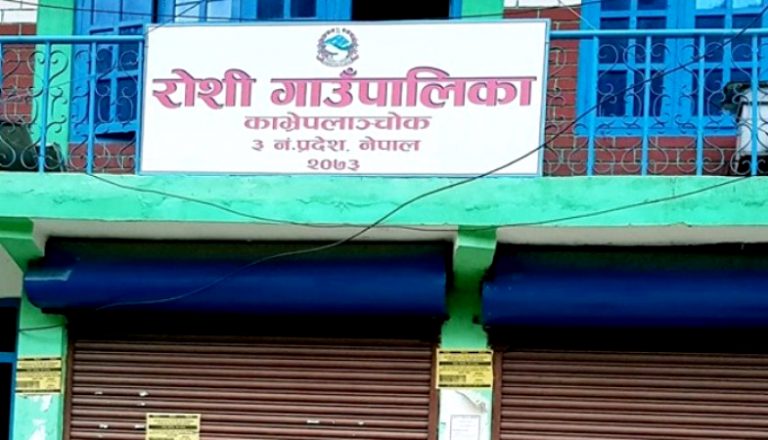 रोशी गाउँपालिका
काभ्रेपलाञ्चोक
३ नं.प्रदेश, नेपाल
२०७३